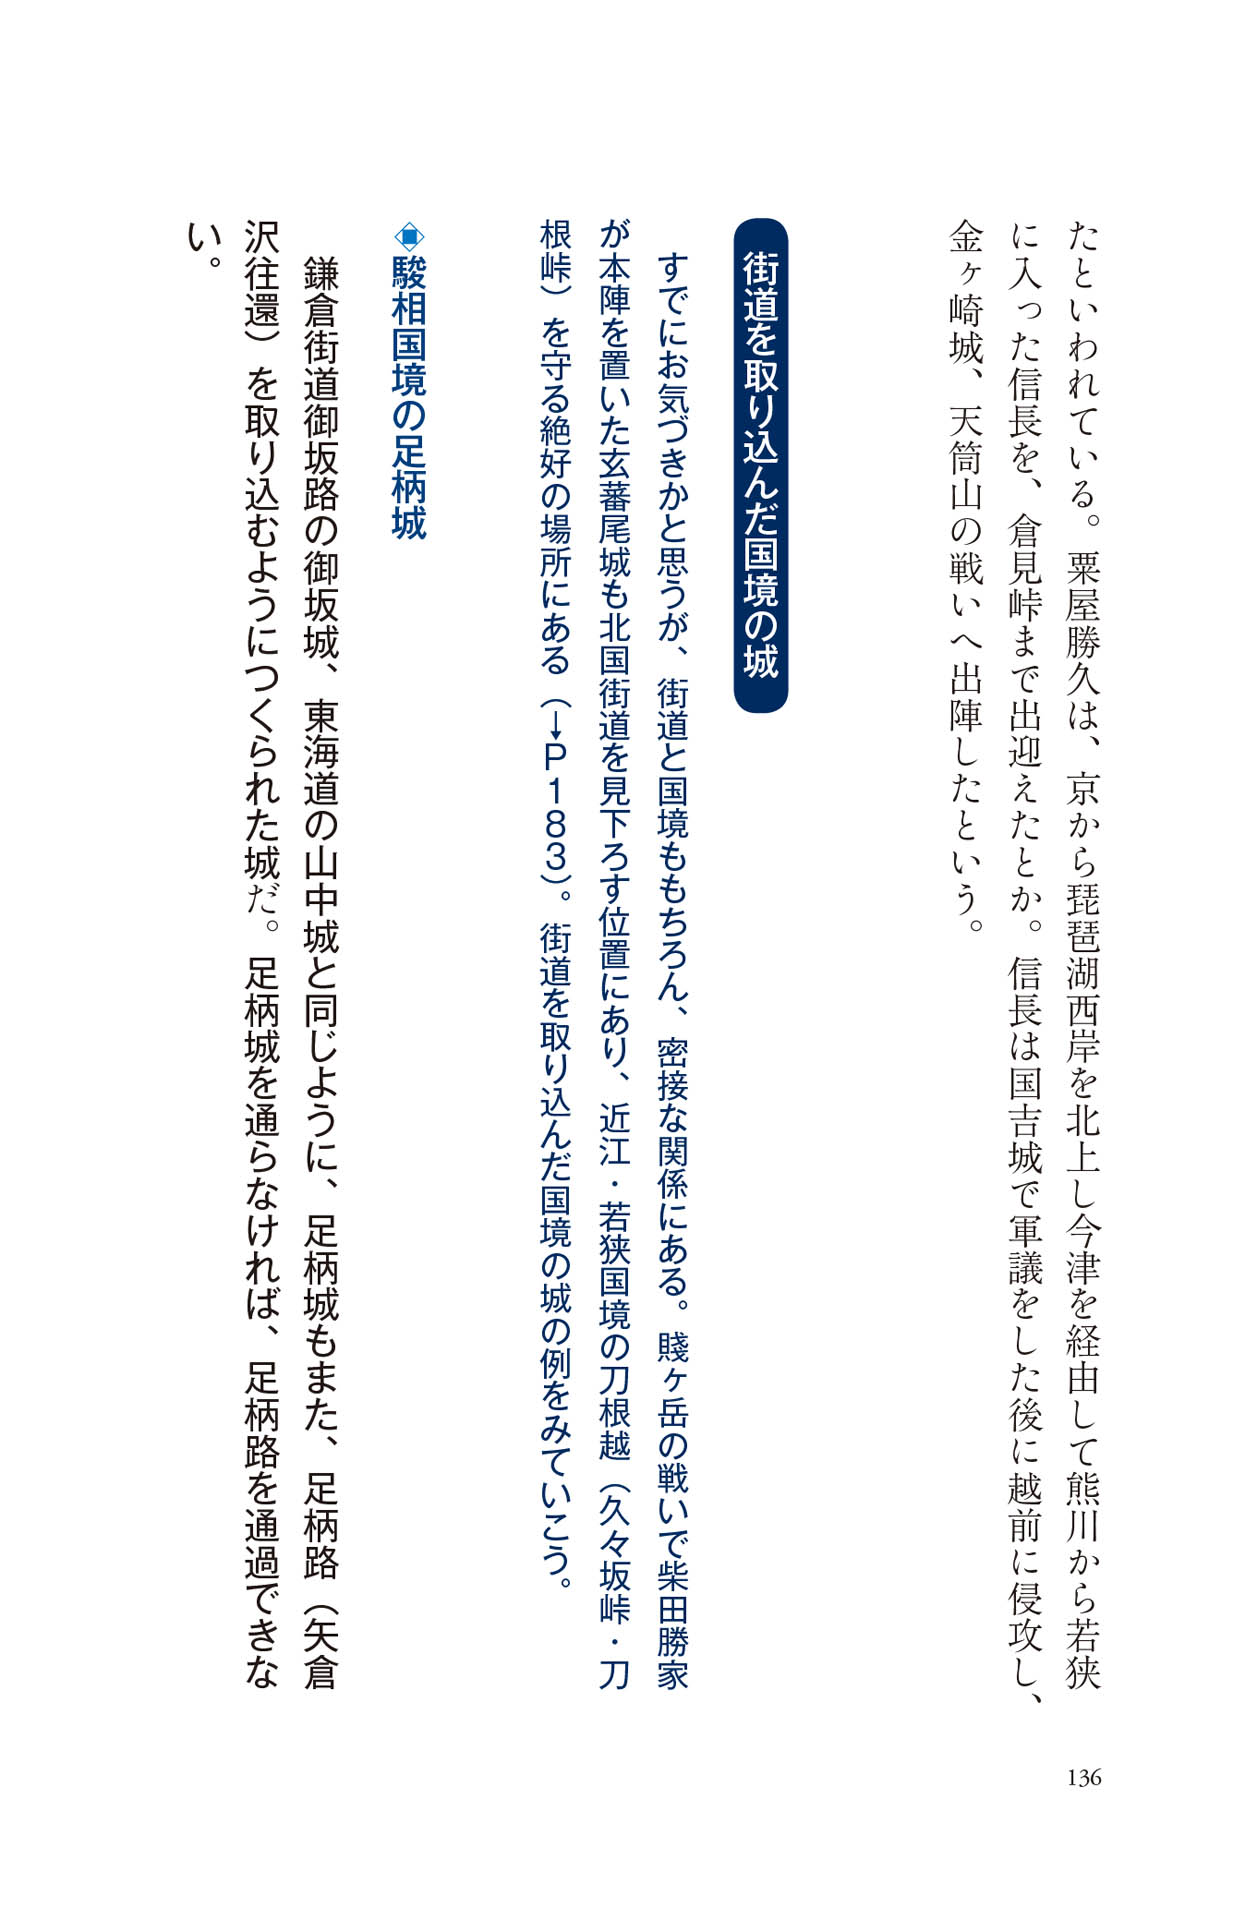 たといわれている。粟屋勝久は、京から琵琶湖西岸を北上し今津を経由して熊川から若狭
に入った信長を、倉見峠まで出迎えたとか。信長は国吉城で軍議をした後に越前に侵攻し、
金ヶ崎城、天筒山の戦いへ出陣したという。
街道を取り込んだ国境の城
すでにお気づきかと思うが、街道と国境ももちろん、密接な関係にある。賤ヶ岳の戦いで柴田勝家
が本陣を置いた玄蕃尾城も北国街道を見下ろす位置にあり、近江・若狭国境の刀根越（久々坂峠・刀
根峠）を守る絶好の場所にある（→P183）。街道を取り込んだ国境の城の例をみていこう。
◈駿相国境の足柄城
鎌倉街道御坂路の御坂城、東海道の山中城と同じように、足柄城もまた、足柄路（矢倉
沢往還）を取り込むようにつくられた城だ。足柄城を通らなければ、足柄路を通過できな
い。
136